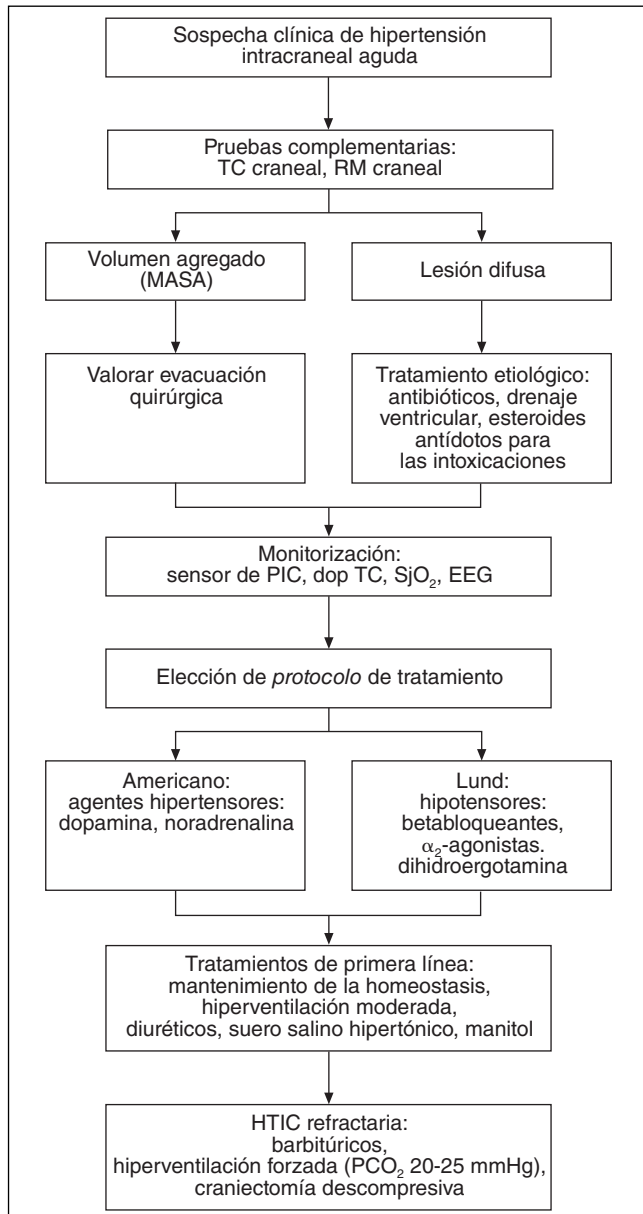 Sospecha clínica de hipertensión
intracraneal aguda
Pruebas complementarias:
TC craneal, RM craneal
Volumen agregado
(MASA)
Lesión difusa
Valorar evacuación
quirúrgica
Tratamiento etiológico:
antibióticos, drenaje
ventricular, esteroides
antídotos para
las intoxicaciones
Monitorización:
sensor de PIC, dop TC, SjO₂, EEG
Elección de protocolo de tratamiento
Americano:
agentes hipertensores:
dopamina, noradrenalina
Lund:
hipotensores:
betabloqueantes,
α₂-agonistas.
dihidroergotamina
Tratamientos de primera línea:
mantenimiento de la homeostasis,
hiperventilación moderada,
diuréticos, suero salino hipertónico, manitol
HTIC refractaria:
barbitúricos,
hiperventilación forzada (PCO₂ 20-25 mmHg),
craniectomía descompresiva